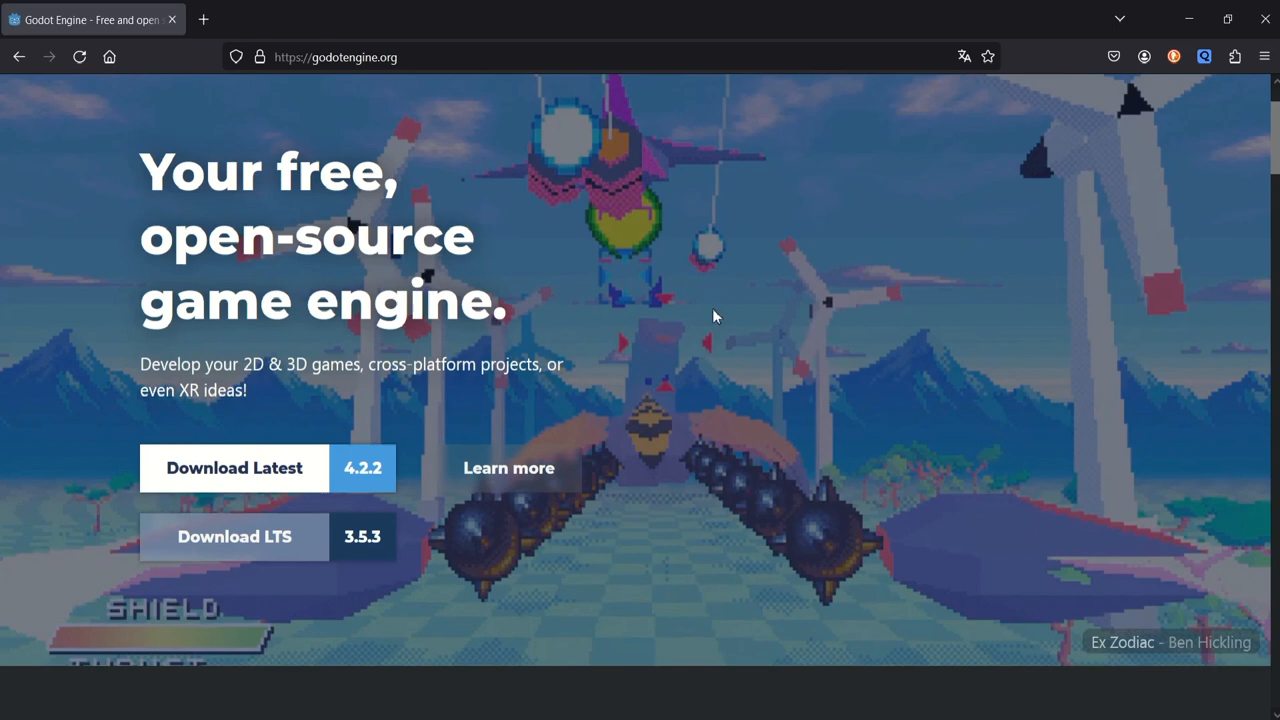 Godot Engine - Free and open s
https://godotengine.org
Your free,
open-source
game engine.
Develop your 2D & 3D games, cross-platform projects, or
even XR ideas!
Download Latest 4.2.2
Learn more
Download LTS 3.5.3
SHIELD
THRUST
Ex Zodiac - Ben Hickling